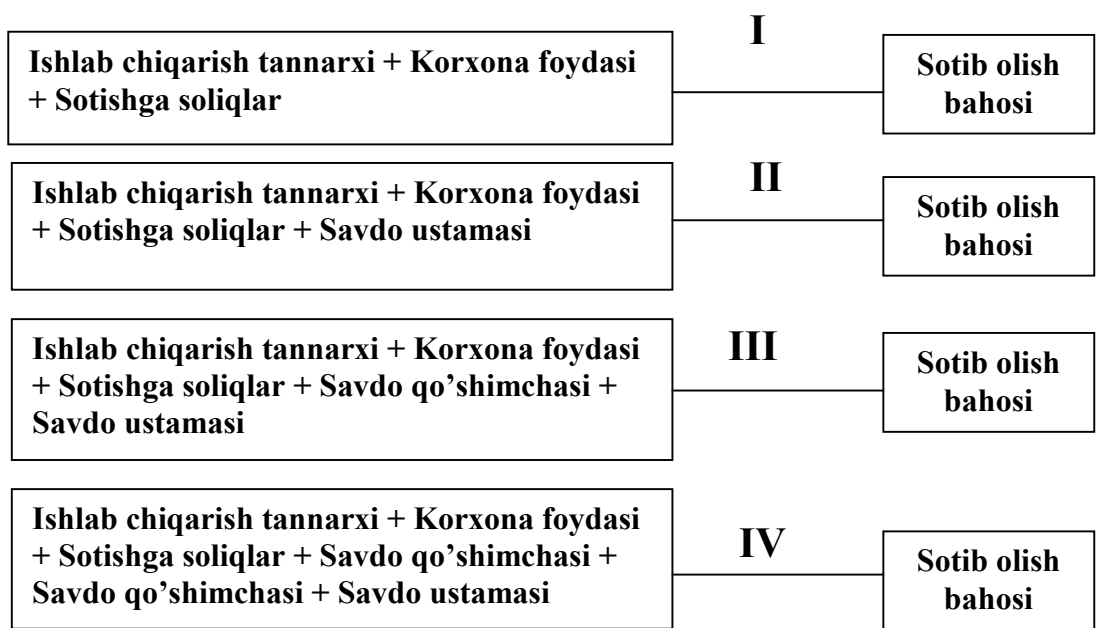 I
Ishlab chiqarish tannarxi + Korxona foydasi
+ Sotishga soliqlar
Sotib olish
bahosi
II
Ishlab chiqarish tannarxi + Korxona foydasi
+ Sotishga soliqlar + Savdo ustamasi
Sotib olish
bahosi
III
Ishlab chiqarish tannarxi + Korxona foydasi
+ Sotishga soliqlar + Savdo qo’shimchasi +
Savdo ustamasi
Sotib olish
bahosi
IV
Ishlab chiqarish tannarxi + Korxona foydasi
+ Sotishga soliqlar + Savdo qo’shimchasi +
Savdo qo’shimchasi + Savdo ustamasi
Sotib olish
bahosi